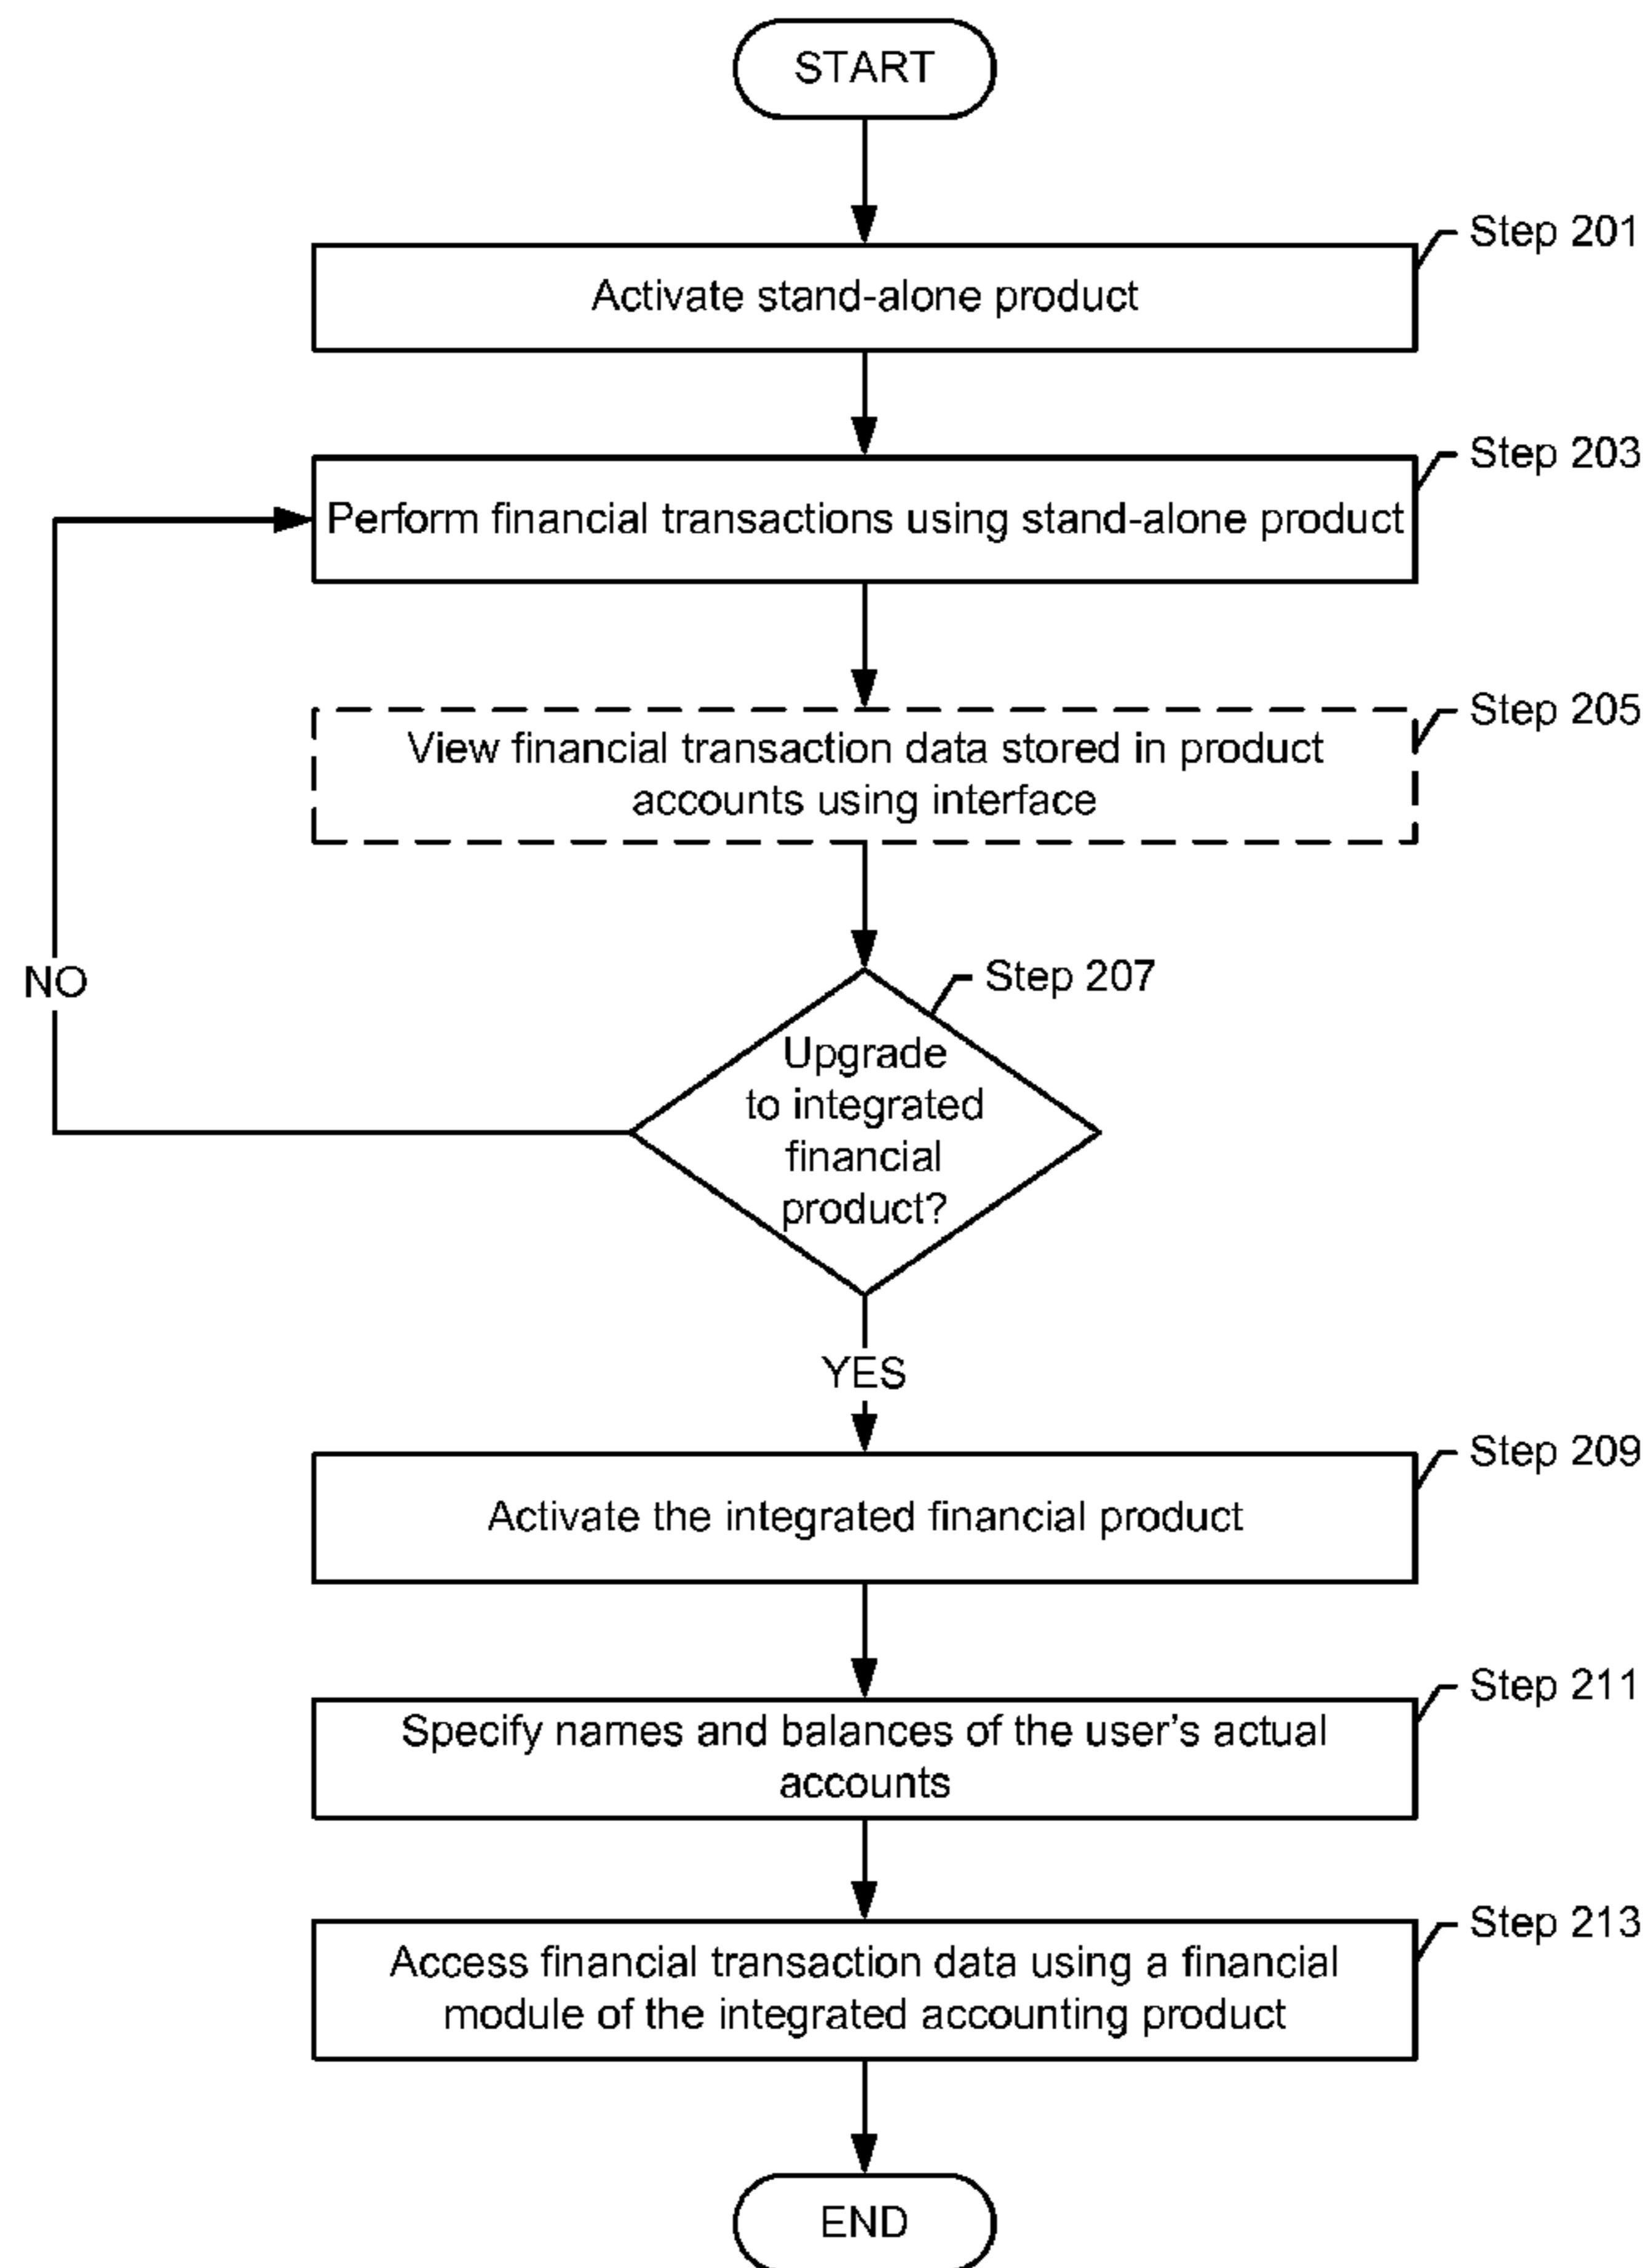 START
Step 201
Activate stand-alone product
Step 203
Perform financial transactions using stand-alone product
Step 205
View financial transaction data stored in product
accounts using interface
NO
Step 207
Upgrade
to integrated
financial
product?
YES
Step 209
Activate the integrated financial product
Step 211
Specify names and balances of the user’s actual
accounts
Step 213
Access financial transaction data using a financial
module of the integrated accounting product
END